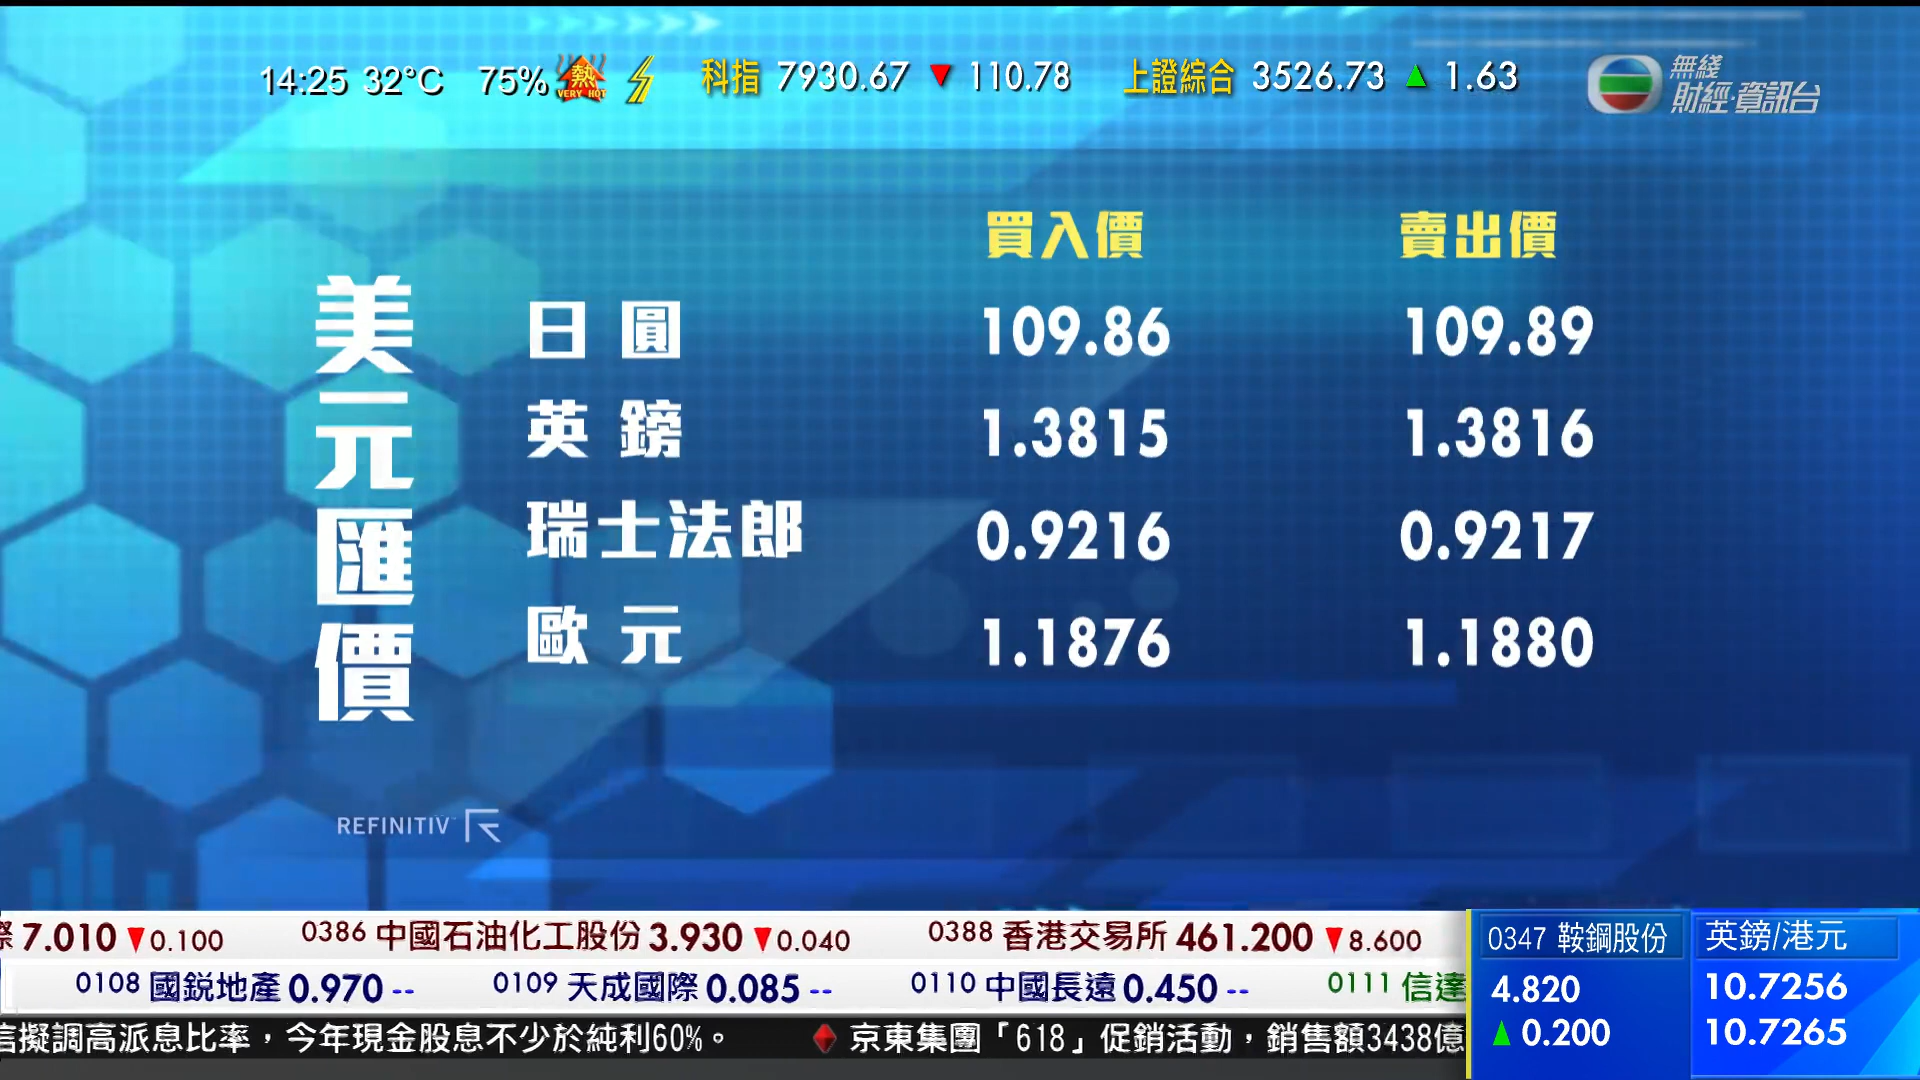 14:25 32°C 75% 熱 VERY HOT 科指 7930.67 ▼ 110.78 上證綜合 3526.73 ▲ 1.63
無綫
財經·資訊台
美元匯價
買入價 賣出價
日圓 109.86 109.89
英鎊 1.3815 1.3816
瑞士法郎 0.9216 0.9217
歐元 1.1876 1.1880
REFINITIV
7.010 ▼0.100 0386 中國石油化工股份 3.930 ▼0.040 0388 香港交易所 461.200 ▼8.600
0108 國鋭地產 0.970 -- 0109 天成國際 0.085 -- 0110 中國長遠 0.450 -- 0111 信達
信擬調高派息比率，今年現金股息不少於純利60%。 京東集團「618」促銷活動，銷售額3438億
0347 鞍鋼股份
4.820
▲0.200
英鎊/港元
10.7256
10.7265